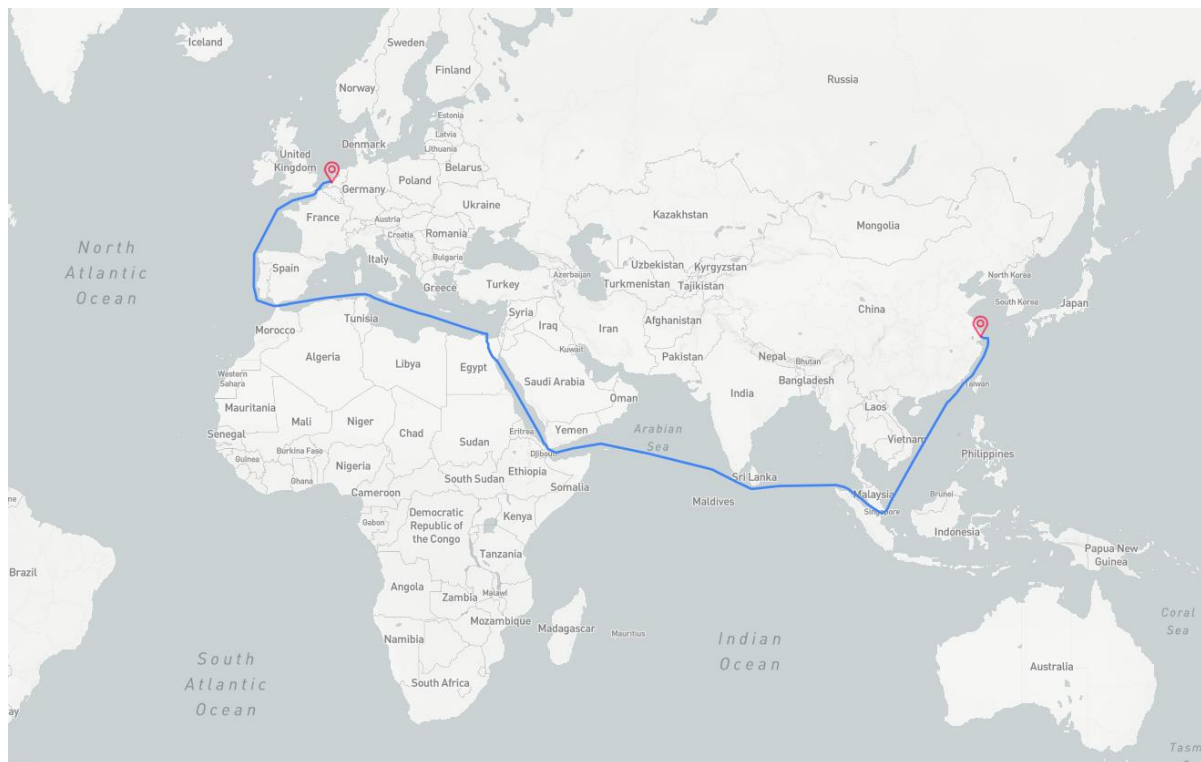 Iceland
Sweden
Finland
Russia
Norway
Estonia
Latvia
Denmark
Lithuania
United
Kingdom
Belarus
Poland
Germany
Ukraine
Kazakhstan
France
Austria
Mongolia
Croatia
Romania
North
Atlantic
Ocean
Italy
Bulgaria
Spain
Uzbekistan
Kyrgyzstan
Azerbaijan
North Korea
Greece
Turkey
Turkmenistan
Tajikistan
South Korea
Japan
China
Syria
Tunisia
Afghanistan
Morocco
Iraq
Iran
Algeria
Libya
Kuwait
Pakistan
Nepal
Bhutan
Egypt
Western
Sahara
Saudi Arabia
Bangladesh
Taiwan
India
Oman
Mauritania
Mali
Niger
Laos
Chad
Arabian
Sea
Senegal
Eritrea
Yemen
Sudan
Vietnam
Burkina Faso
Guinea
Djibouti
Philippines
Nigeria
Ethiopia
Ghana
South Sudan
Sri Lanka
Somalia
Cameroon
Malaysia
Brunei
Maldives
Singapore
Democratic
Republic of
the Congo
Gabon
Kenya
Indonesia
Papua New
Guinea
ne
Tanzania
Brazil
Angola
Malawi
Zambia
Coral
Sea
Mozambique
Madagascar
Mauritius
Namibia
Indian
Ocean
South
Atlantic
Ocean
Australia
South Africa
ay
Tasm